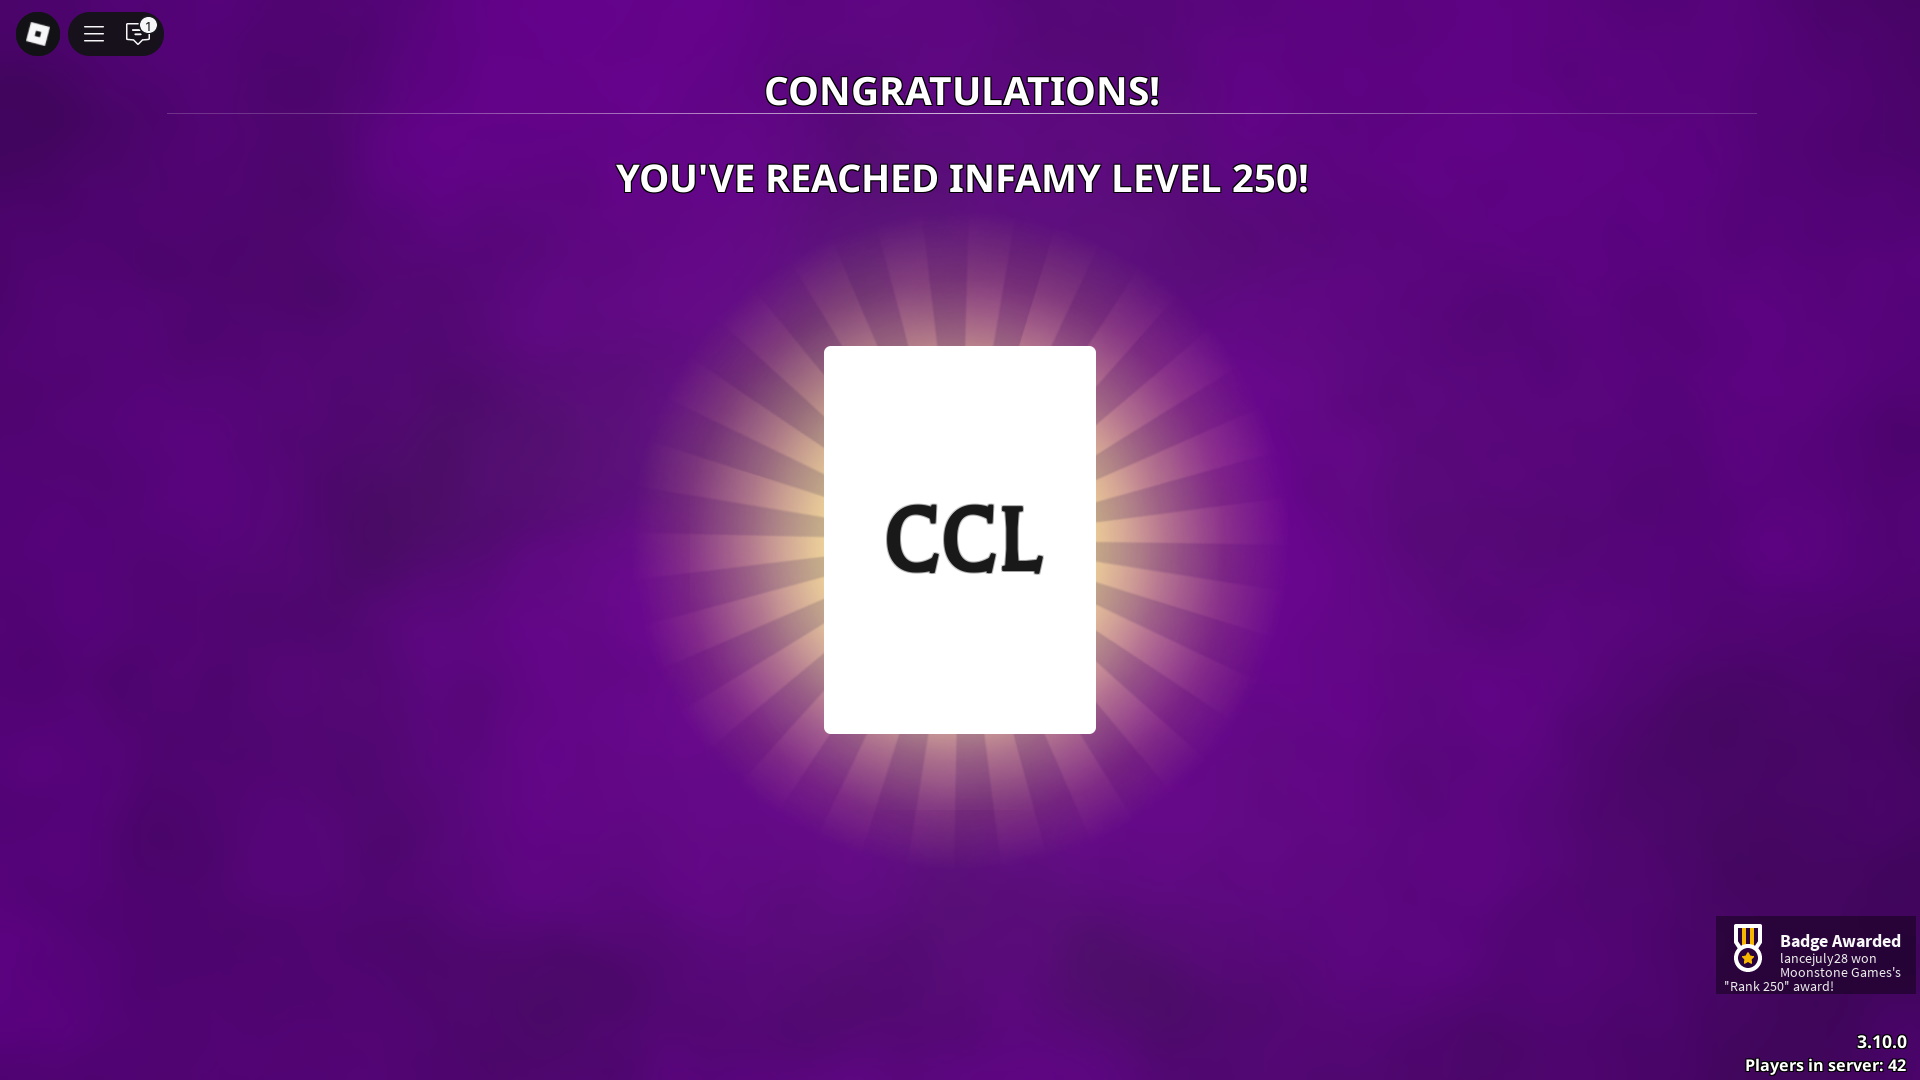 1
CONGRATULATIONS!
YOU'VE REACHED INFAMY LEVEL 250!
CCL
Badge Awarded
lancejuly28 won
Moonstone Games's
"Rank 250" award!
3.10.0
Players in server: 42